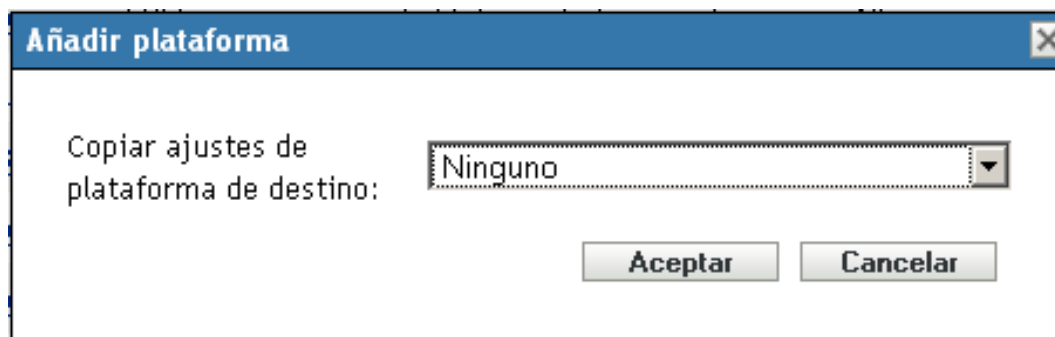 Añadir plataforma
Copiar ajustes de
plataforma de destino:
Ninguno
Aceptar
Cancelar